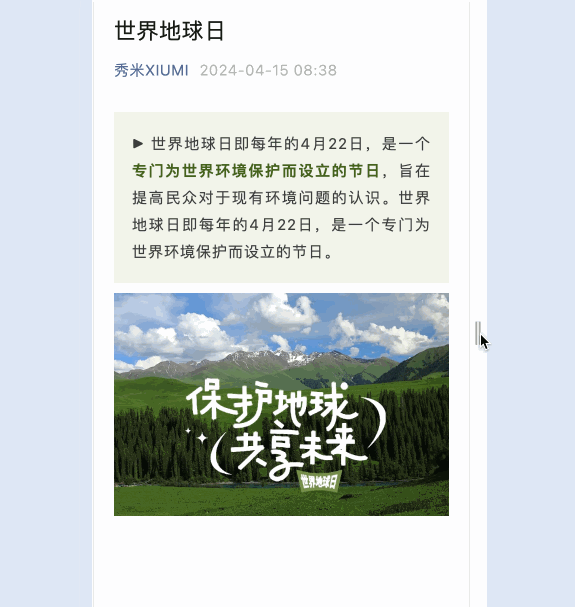 世界地球日
秀米XIUMI 2024-04-15 08:38
▶ 世界地球日即每年的4月22日，是一个
专门为世界环境保护而设立的节日，旨在
提高民众对于现有环境问题的认识。世界
地球日即每年的4月22日，是一个专门为
世界环境保护而设立的节日。
保护地球
共享未来
世界地球日